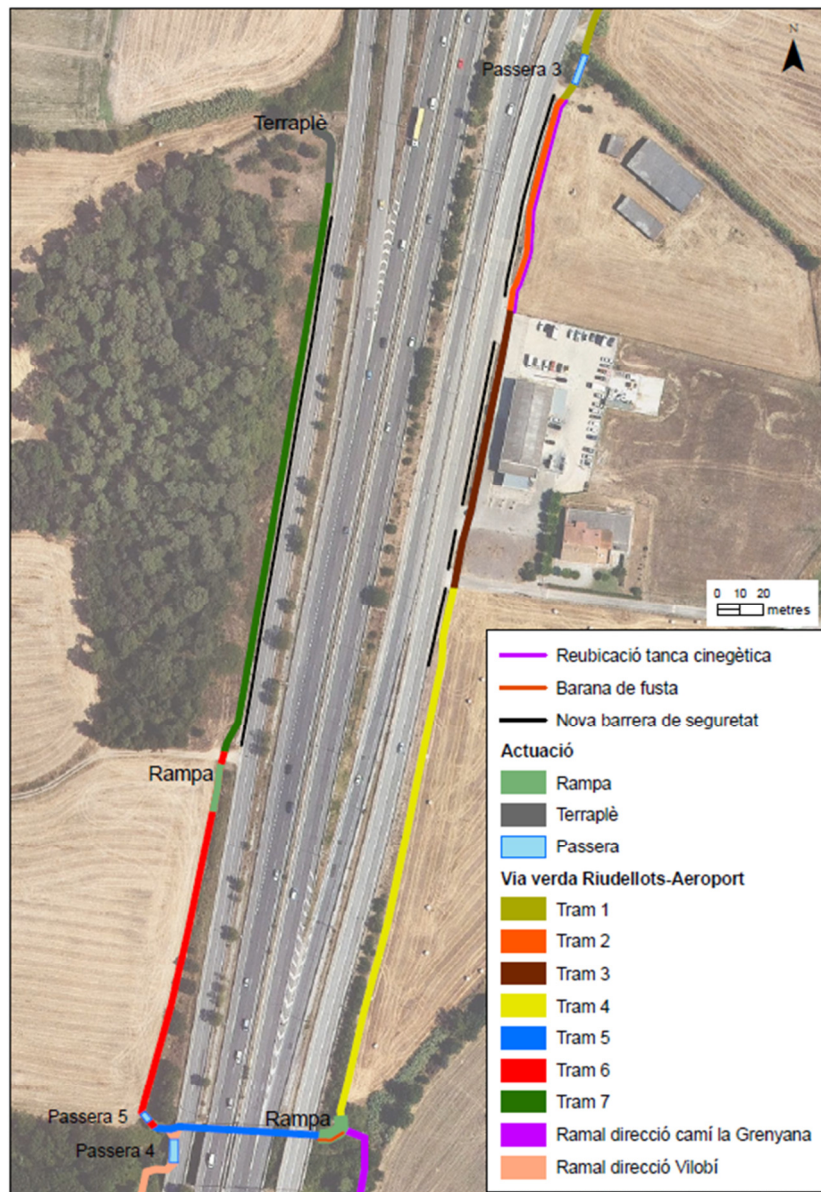 N
Passera 3
Terraplè
0 10 20
metres
Rampa
Passera 5
Rampa
Passera 4
Reubicació tanca cinegètica
Barana de fusta
Nova barrera de seguretat
Actuació
Rampa
Terraplè
Passera
Via verda Riudellots-Aeroport
Tram 1
Tram 2
Tram 3
Tram 4
Tram 5
Tram 6
Tram 7
Ramal direcció camí la Grenyana
Ramal direcció Vilobí